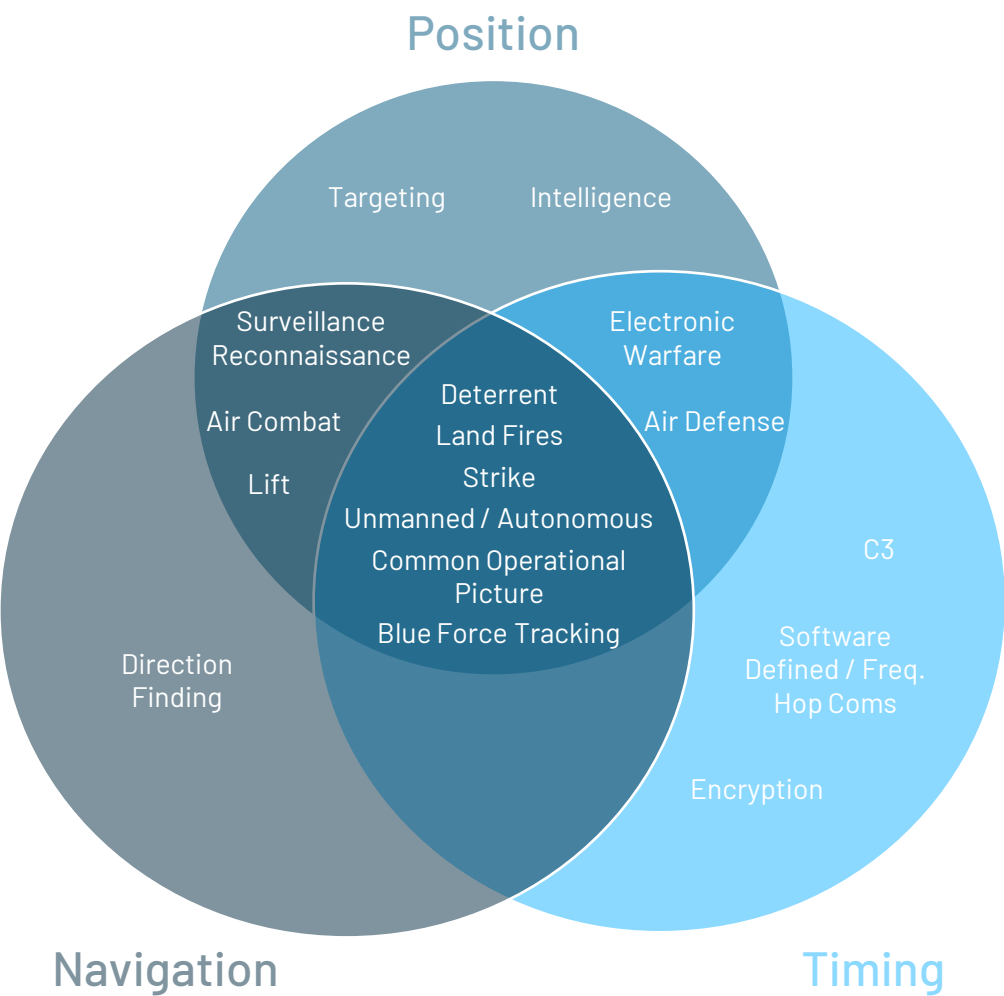 Position
Targeting
Intelligence
Surveillance
Reconnaissance
Air Combat
Lift
Electronic
Warfare
Air Defense
Deterrent
Land Fires
Strike
Unmanned / Autonomous
Common Operational
Picture
Blue Force Tracking
C3
Software
Defined / Freq.
Hop Coms
Encryption
Direction
Finding
Navigation
Timing